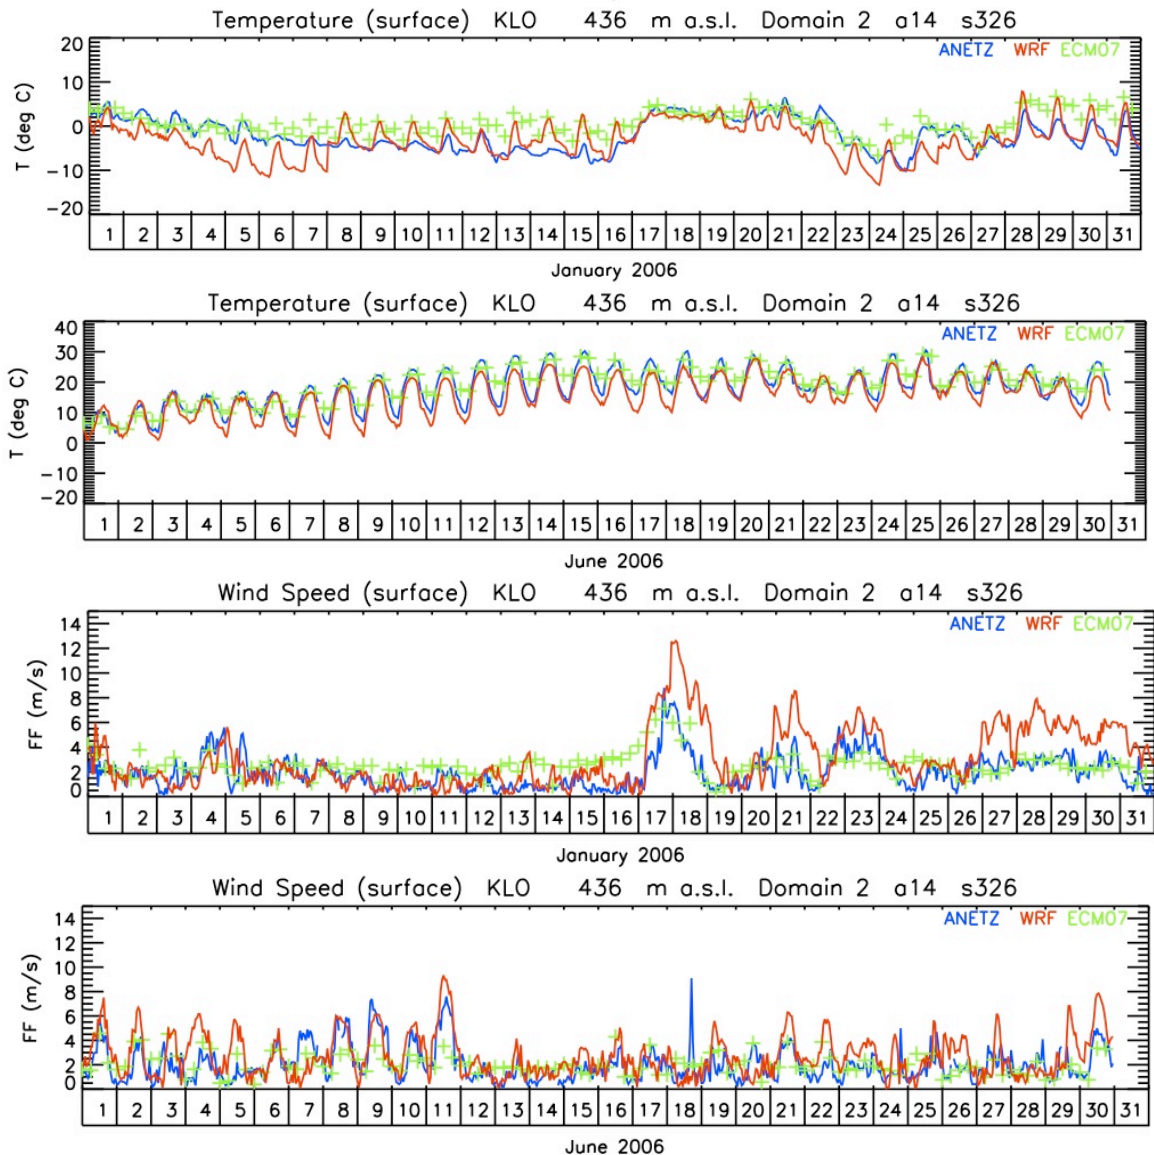 Temperature (surface) KLO 436 m a.s.l. Domain 2 a14 s326
ANETZ WRF ECM07
20
10
0
−10
−20
T (deg C)
1 2 3 4 5 6 7 8 9 10 11 12 13 14 15 16 17 18 19 20 21 22 23 24 25 26 27 28 29 30 31
January 2006
Temperature (surface) KLO 436 m a.s.l. Domain 2 a14 s326
ANETZ WRF ECM07
40
30
20
10
0
−10
−20
T (deg C)
1 2 3 4 5 6 7 8 9 10 11 12 13 14 15 16 17 18 19 20 21 22 23 24 25 26 27 28 29 30 31
June 2006
Wind Speed (surface) KLO 436 m a.s.l. Domain 2 a14 s326
ANETZ WRF ECM07
14
12
10
8
6
4
2
0
FF (m/s)
1 2 3 4 5 6 7 8 9 10 11 12 13 14 15 16 17 18 19 20 21 22 23 24 25 26 27 28 29 30 31
January 2006
Wind Speed (surface) KLO 436 m a.s.l. Domain 2 a14 s326
ANETZ WRF ECM07
14
12
10
8
6
4
2
0
FF (m/s)
1 2 3 4 5 6 7 8 9 10 11 12 13 14 15 16 17 18 19 20 21 22 23 24 25 26 27 28 29 30 31
June 2006